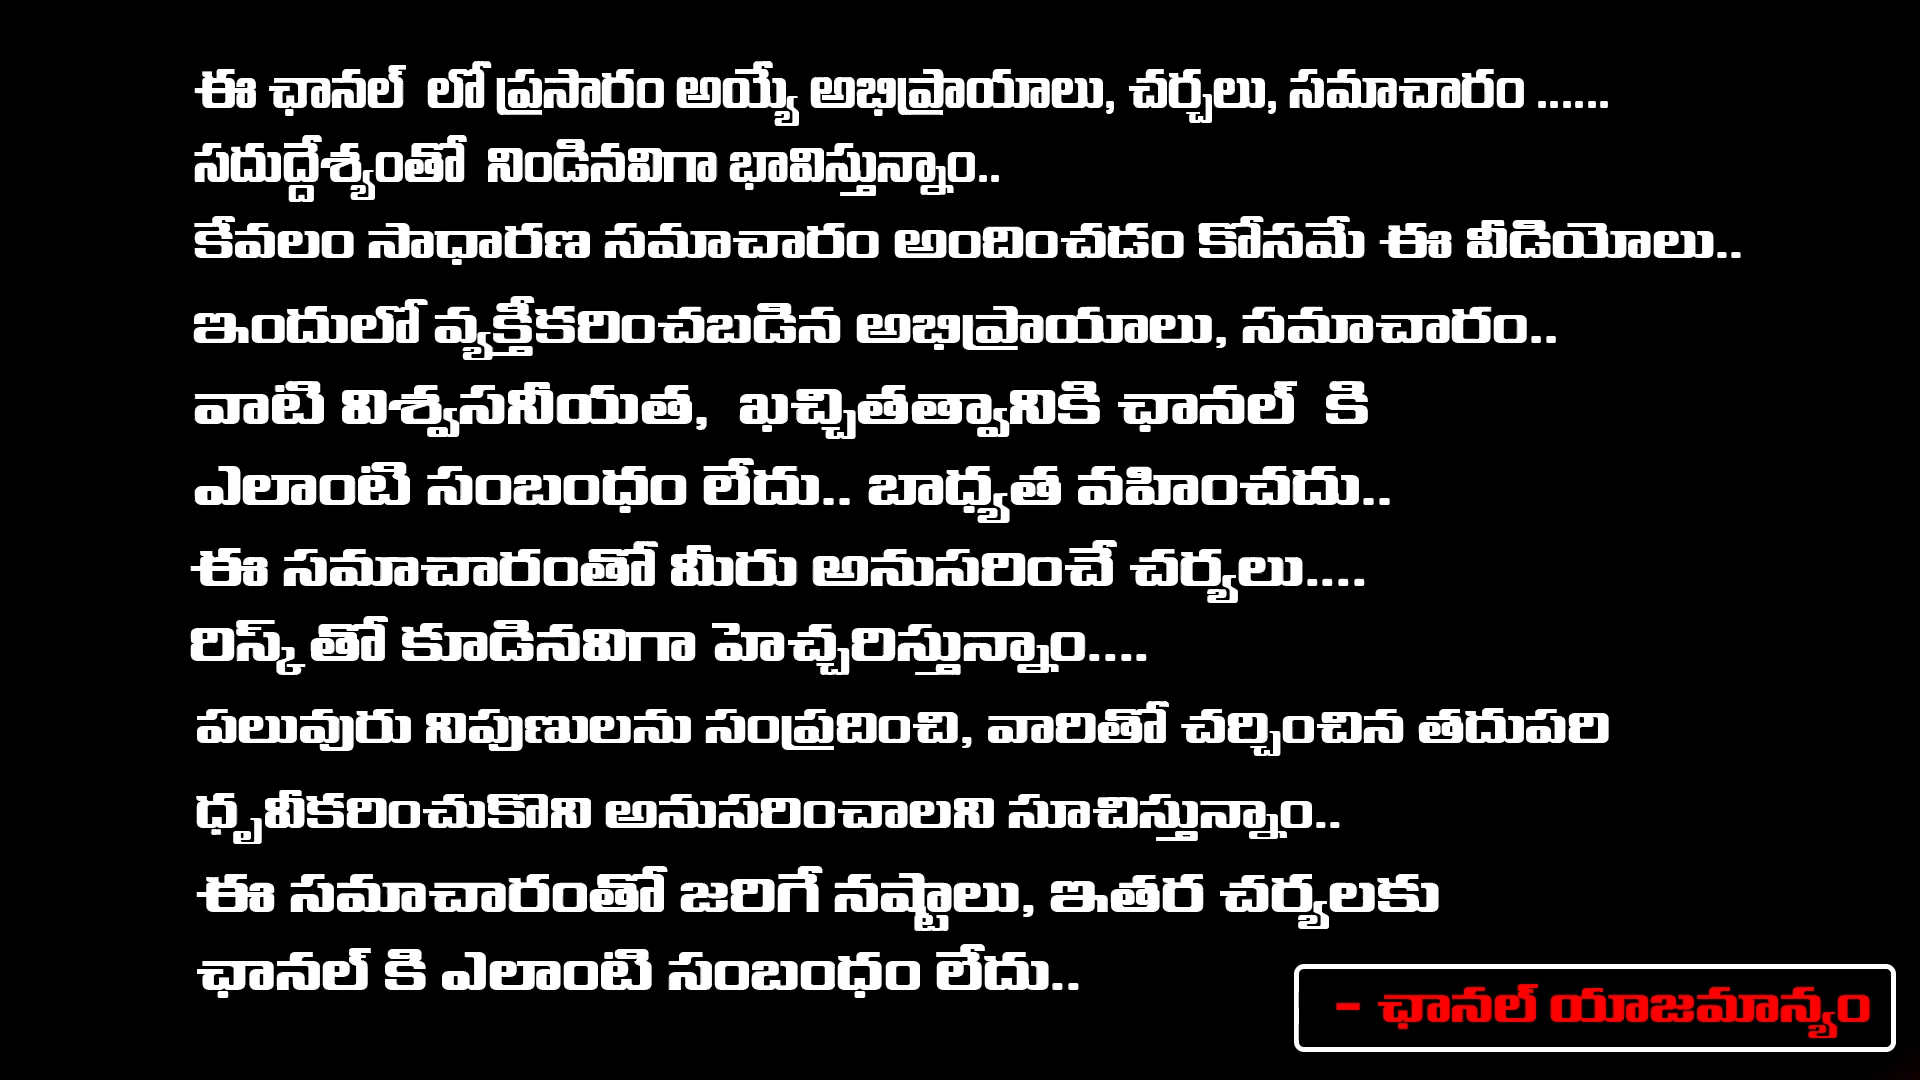 ఈ ఛానల్ లో ప్రసారం అయ్యే అభిప్రాయాలు, చర్చలు, సమాచారం ......
సదుద్దేశ్యంతో నిండినవిగా భావిస్తున్నాం..
కేవలం సాధారణ సమాచారం అందించడం కోసమే ఈ వీడియోలు..
ఇందులో వ్యక్తీకరించబడిన అభిప్రాయాలు, సమాచారం..
వాటి విశ్వసనీయత, ఖచ్చితత్వానికి ఛానల్ కి
ఎలాంటి సంబంధం లేదు.. బాధ్యత వహించదు..
ఈ సమాచారంతో మీరు అనుసరించే చర్యలు....
రిస్క్ తో కూడినవిగా హెచ్చరిస్తున్నాం....
పలువురు నిపుణులను సంప్రదించి, వారితో చర్చించిన తదుపరి
ధృవీకరించుకొని అనుసరించాలని సూచిస్తున్నాం..
ఈ సమాచారంతో జరిగే నష్టాలు, ఇతర చర్యలకు
ఛానల్ కి ఎలాంటి సంబంధం లేదు..
- ఛానల్ యాజమాన్యం